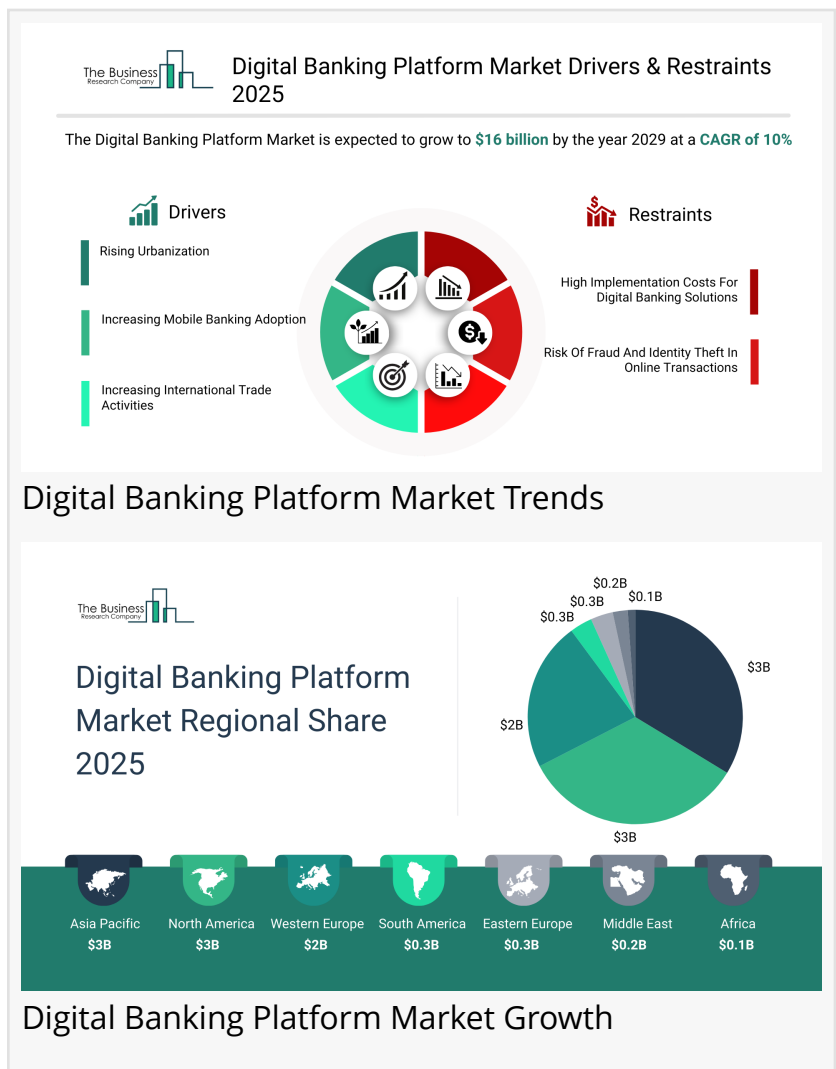 The Business
Research Company
Digital Banking Platform Market Drivers & Restraints
2025
The Digital Banking Platform Market is expected to grow to $16 billion by the year 2029 at a CAGR of 10%
Drivers
Rising Urbanization
Increasing Mobile Banking Adoption
Increasing International Trade
Activities
$
Restraints
High Implementation Costs For
Digital Banking Solutions
Risk Of Fraud And Identity Theft In
Online Transactions
$
Digital Banking Platform Market Trends
The Business
Research Company
Digital Banking Platform
Market Regional Share
2025
$0.2B
$0.1B
$0.3B
$0.3B
$3B
$2B
$3B
Asia Pacific
$3B
North America
$3B
Western Europe
$2B
South America
$0.3B
Eastern Europe
$0.3B
Middle East
$0.2B
Africa
$0.1B
Digital Banking Platform Market Growth